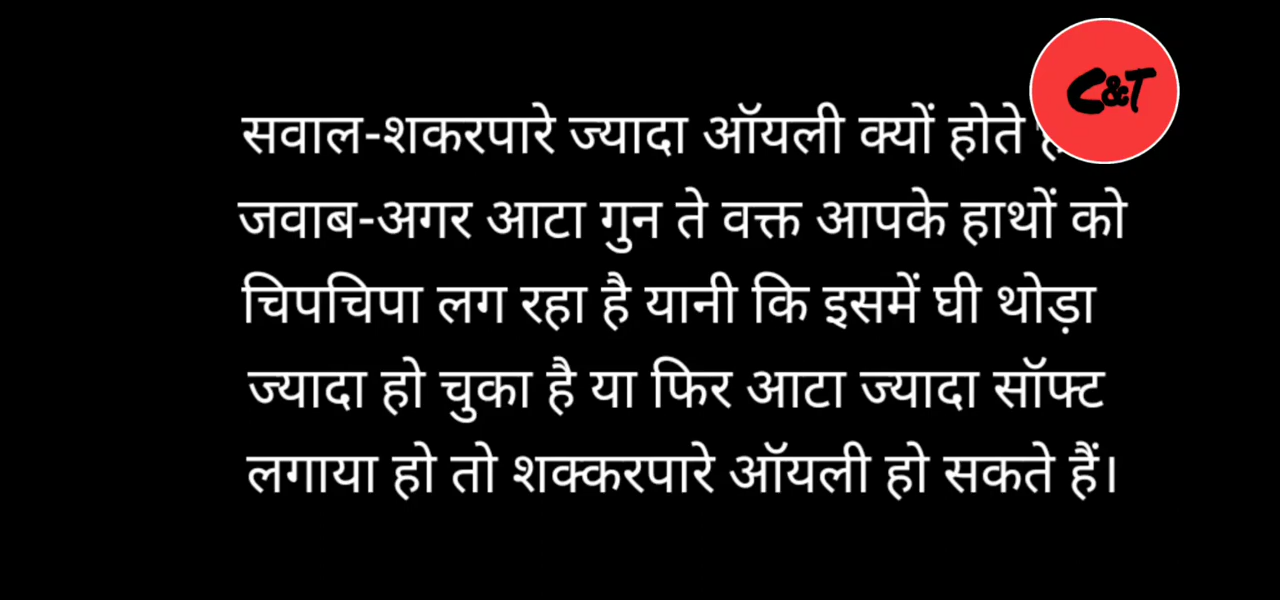 C&T
सवाल-शकरपारे ज्यादा ऑयली क्यों होते
जवाब-अगर आटा गुन ते वक्त आपके हाथों को
चिपचिपा लग रहा है यानी कि इसमें घी थोड़ा
ज्यादा हो चुका है या फिर आटा ज्यादा सॉफ्ट
लगाया हो तो शक्करपारे ऑयली हो सकते हैं।